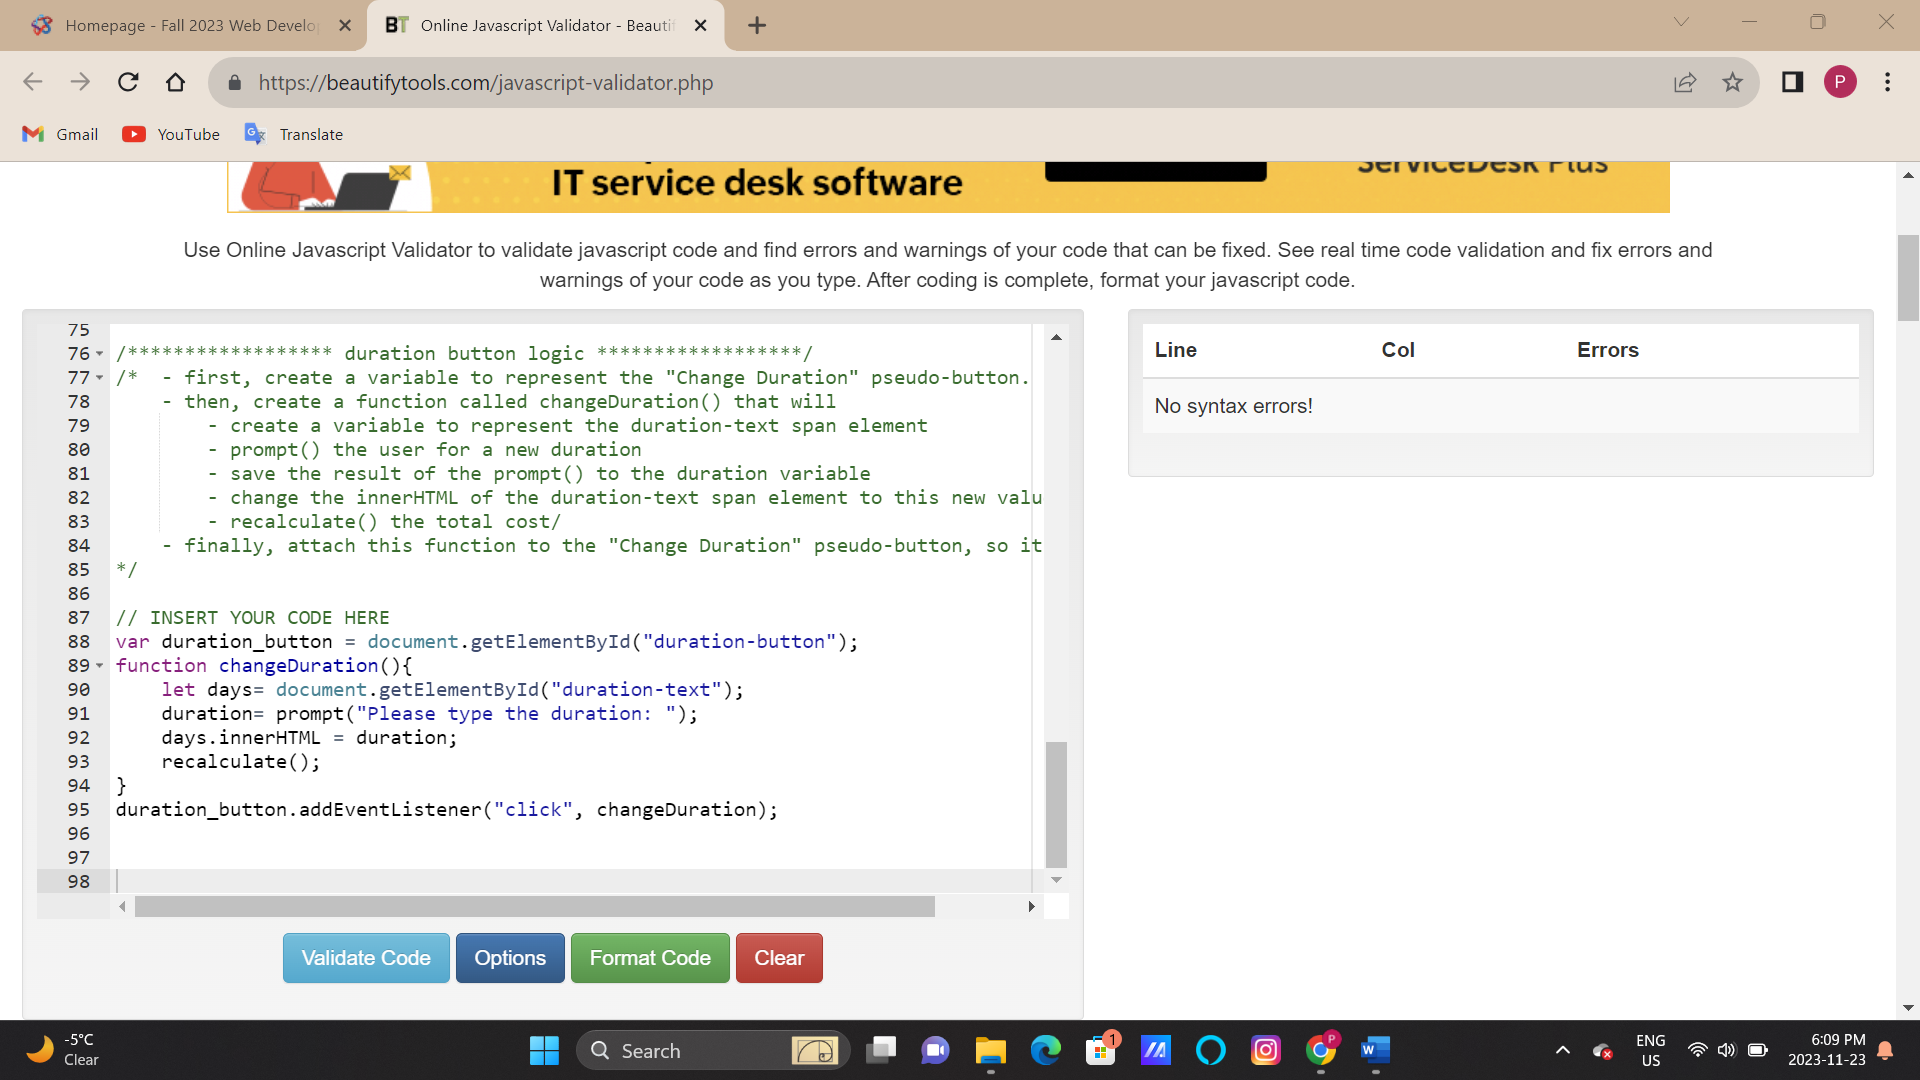 Homepage - Fall 2023 Web Develo
BT Online Javascript Validator - Beautif
https://beautifytools.com/javascript-validator.php
P
Gmail YouTube Translate
IT service desk software
ServiceDesk Plus
Use Online Javascript Validator to validate javascript code and find errors and warnings of your code that can be fixed. See real time code validation and fix errors and
warnings of your code as you type. After coding is complete, format your javascript code.
75
76 /****************** duration button logic ******************/
77 /*  - first, create a variable to represent the "Change Duration" pseudo-button.
78     - then, create a function called changeDuration() that will
79         - create a variable to represent the duration-text span element
80         - prompt() the user for a new duration
81         - save the result of the prompt() to the duration variable
82         - change the innerHTML of the duration-text span element to this new valu
83         - recalculate() the total cost/
84     - finally, attach this function to the "Change Duration" pseudo-button, so it
85 */
86
87 // INSERT YOUR CODE HERE
88 var duration_button = document.getElementById("duration-button");
89 function changeDuration(){
90     let days= document.getElementById("duration-text");
91     duration= prompt("Please type the duration: ");
92     days.innerHTML = duration;
93     recalculate();
94 }
95 duration_button.addEventListener("click", changeDuration);
96
97
98
Line Col Errors
No syntax errors!
Validate Code Options Format Code Clear
-5°C
Clear
Search
1
P
W
ENG
US
6:09 PM
2023-11-23